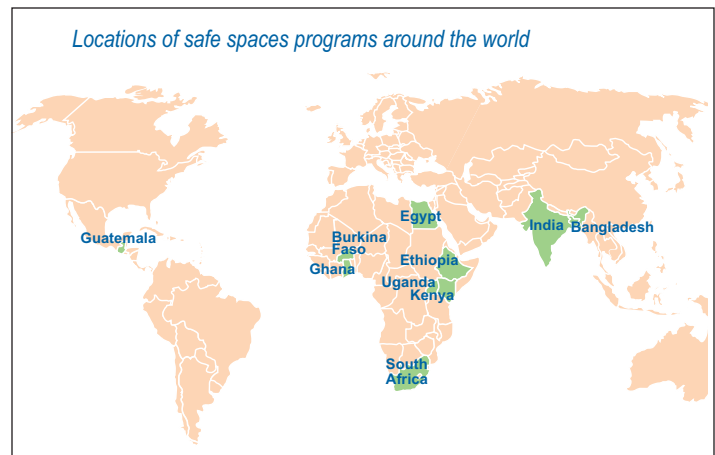 Locations of safe spaces programs around the world
Egypt
Guatemala
India
Bangladesh
Burkina
Faso
Ethiopia
Ghana
Uganda
Kenya
South
Africa